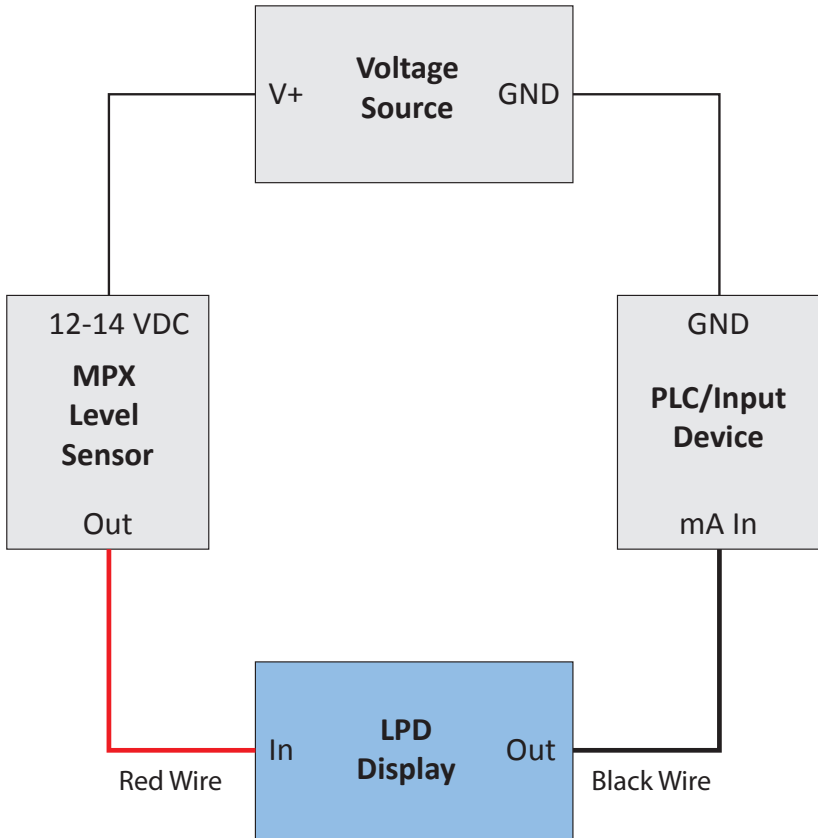 Voltage
Source
V+
GND
12-14 VDC
MPX
Level
Sensor
Out
GND
PLC/Input
Device
mA In
LPD
Display
In
Out
Red Wire
Black Wire